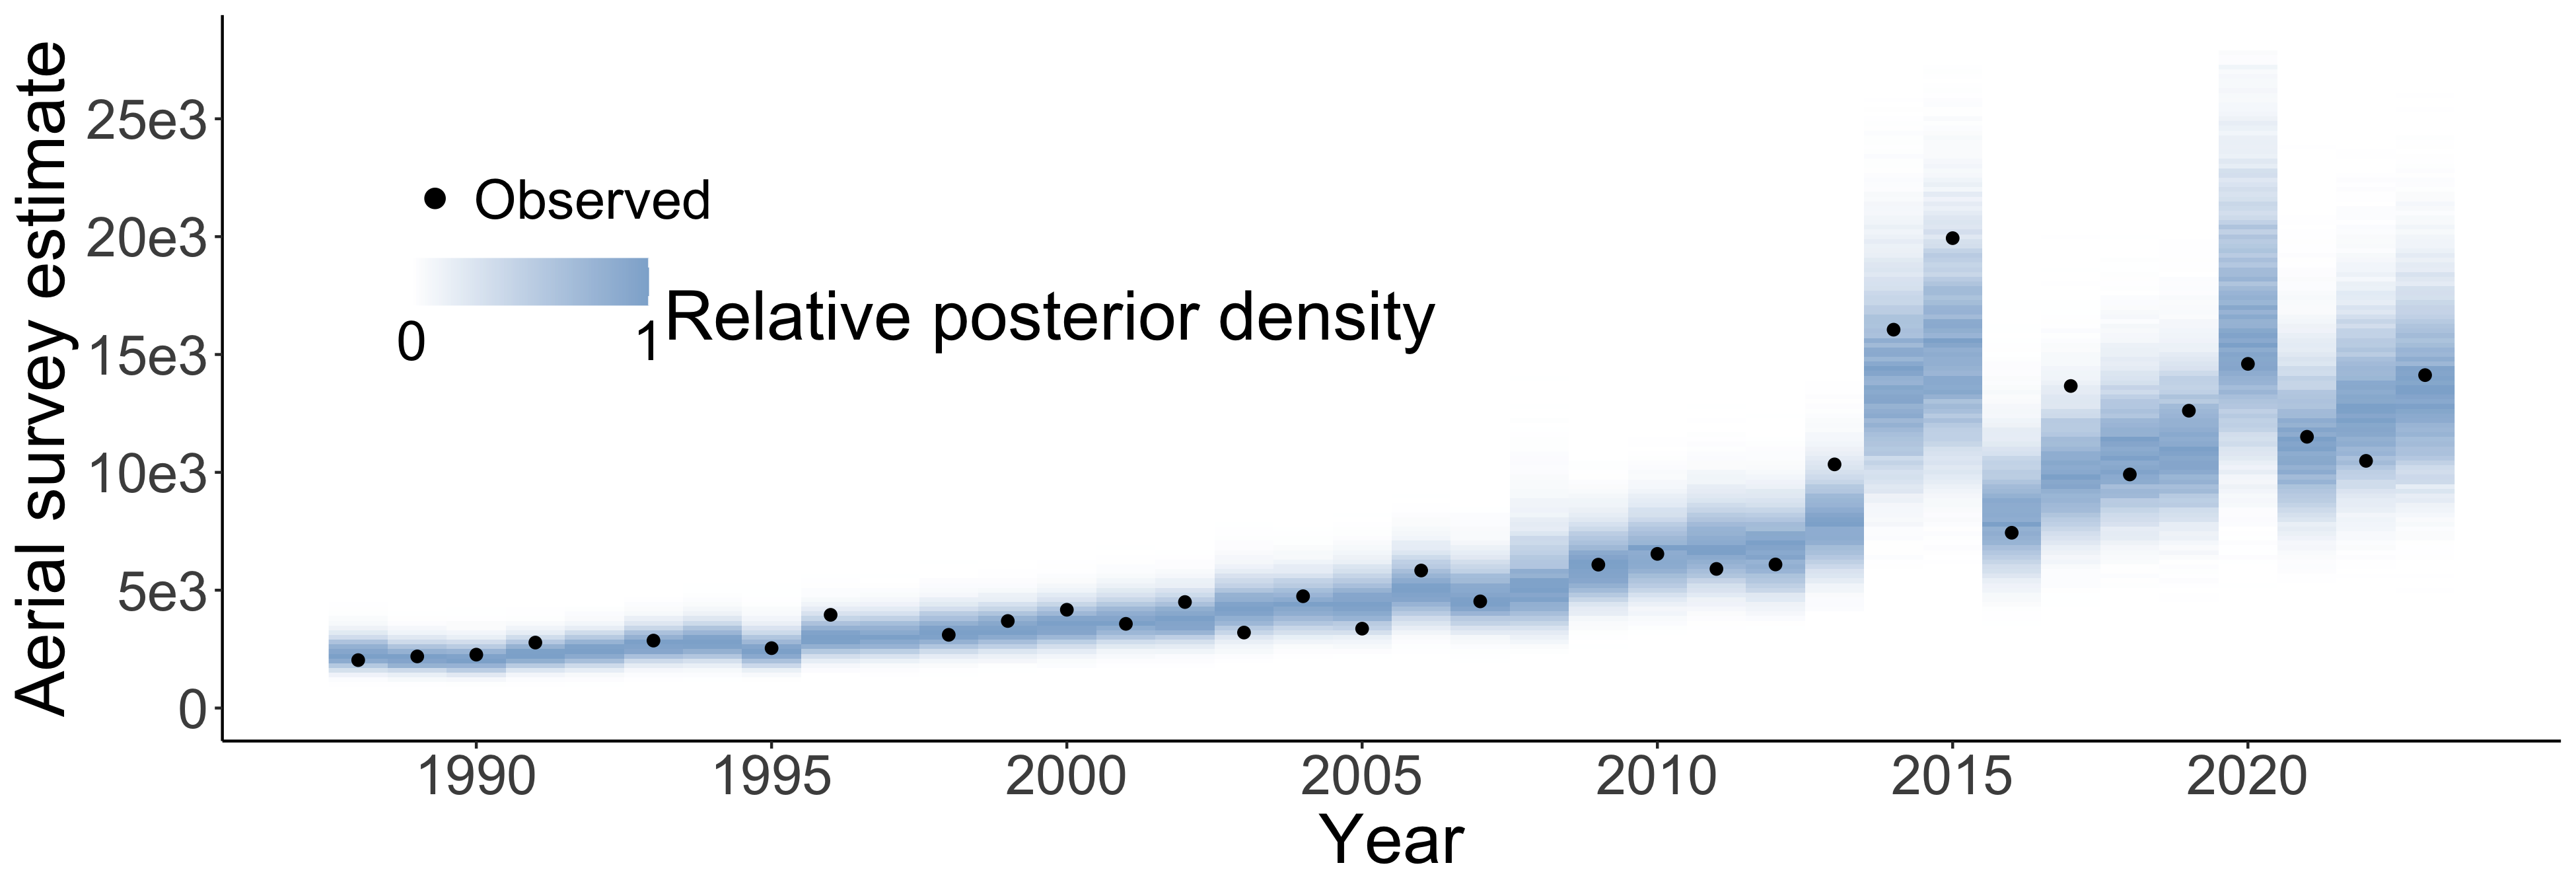 Aerial survey estimate
25e3
20e3
15e3
10e3
5e3
0
Observed
0
1
Relative posterior density
1990
1995
2000
2005
2010
2015
2020
Year